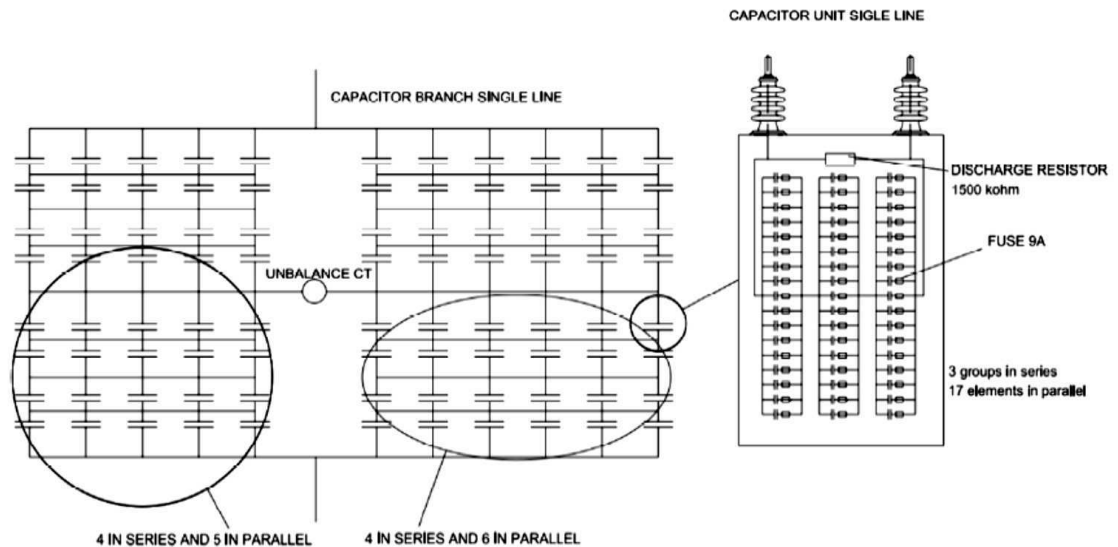 CAPACITOR UNIT SIGLE LINE
CAPACITOR BRANCH SINGLE LINE
DISCHARGE RESISTOR
1500 kohm
FUSE 9A
UNBALANCE CT
3 groups in series
17 elements in parallel
4 IN SERIES AND 5 IN PARALLEL
4 IN SERIES AND 6 IN PARALLEL